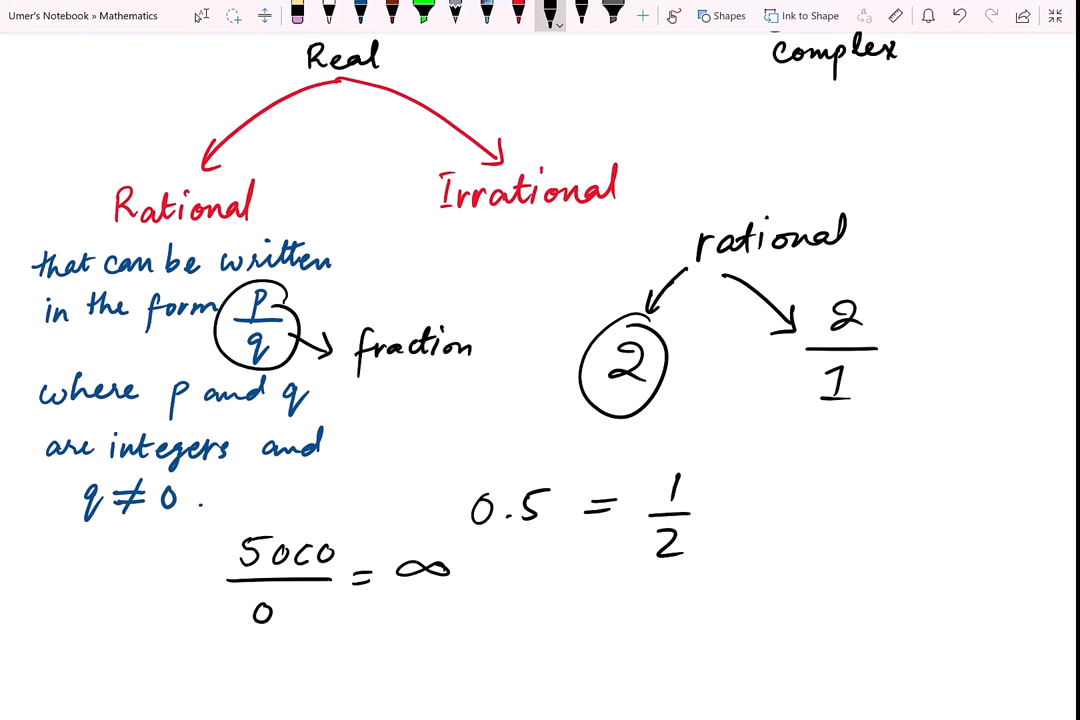 Umer's Notebook » Mathematics
Shapes
Ink to Shape
Real
complex
Rational
Irrational
that can be written
in the form p/q
fraction
where p and q
are integers and
q ≠ 0 .
rational
2
2/1
0.5 = 1/2
5000/0 = ∞